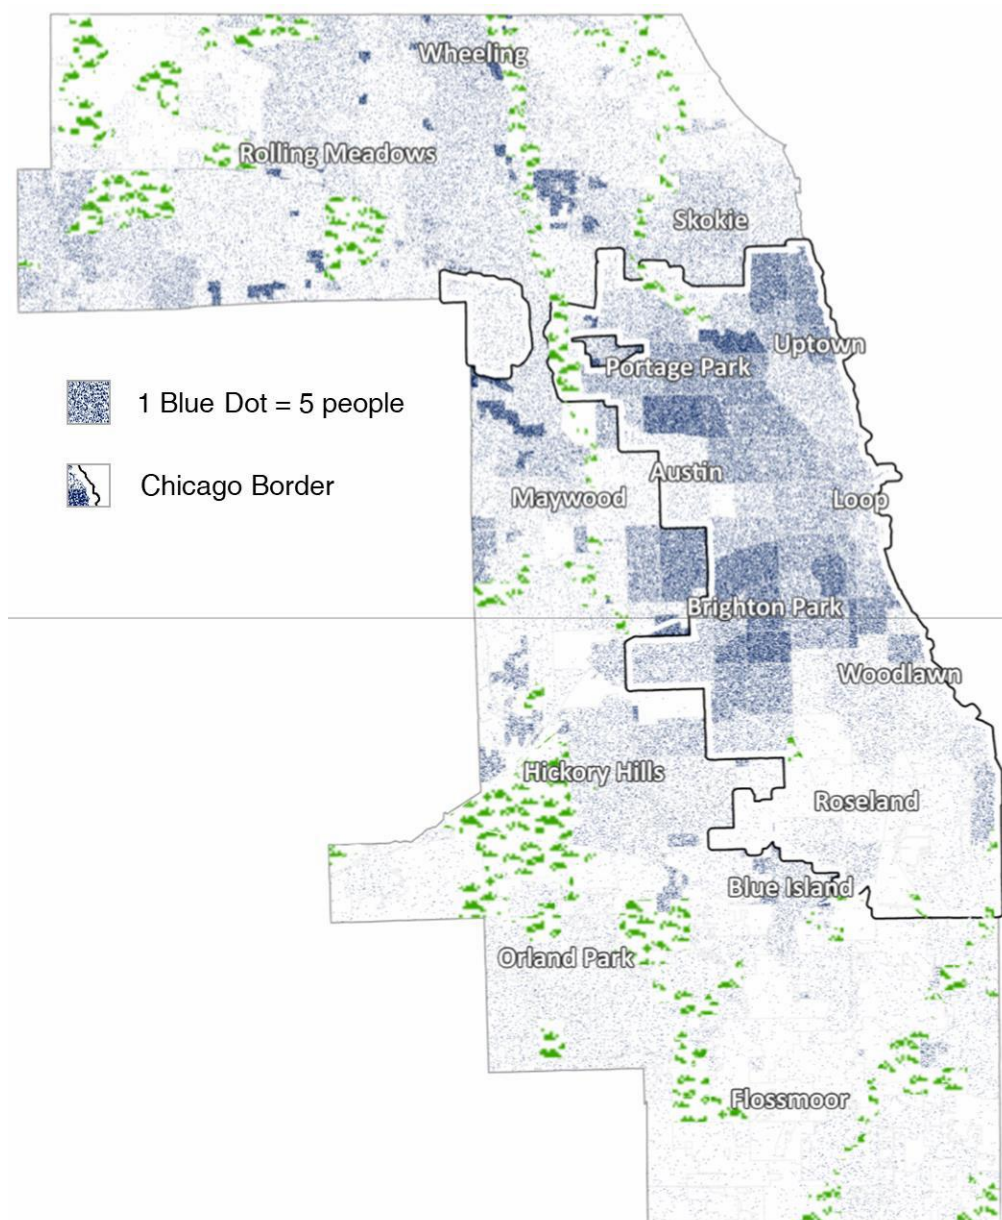 Wheeling
Rolling Meadows
Skokie
Uptown
Portage Park
1 Blue Dot = 5 people
Austin
Chicago Border
Maywood
Loop
Brighton Park
Woodlawn
Hickory Hills
Roseland
Blue Island
Orland Park
Flossmoor